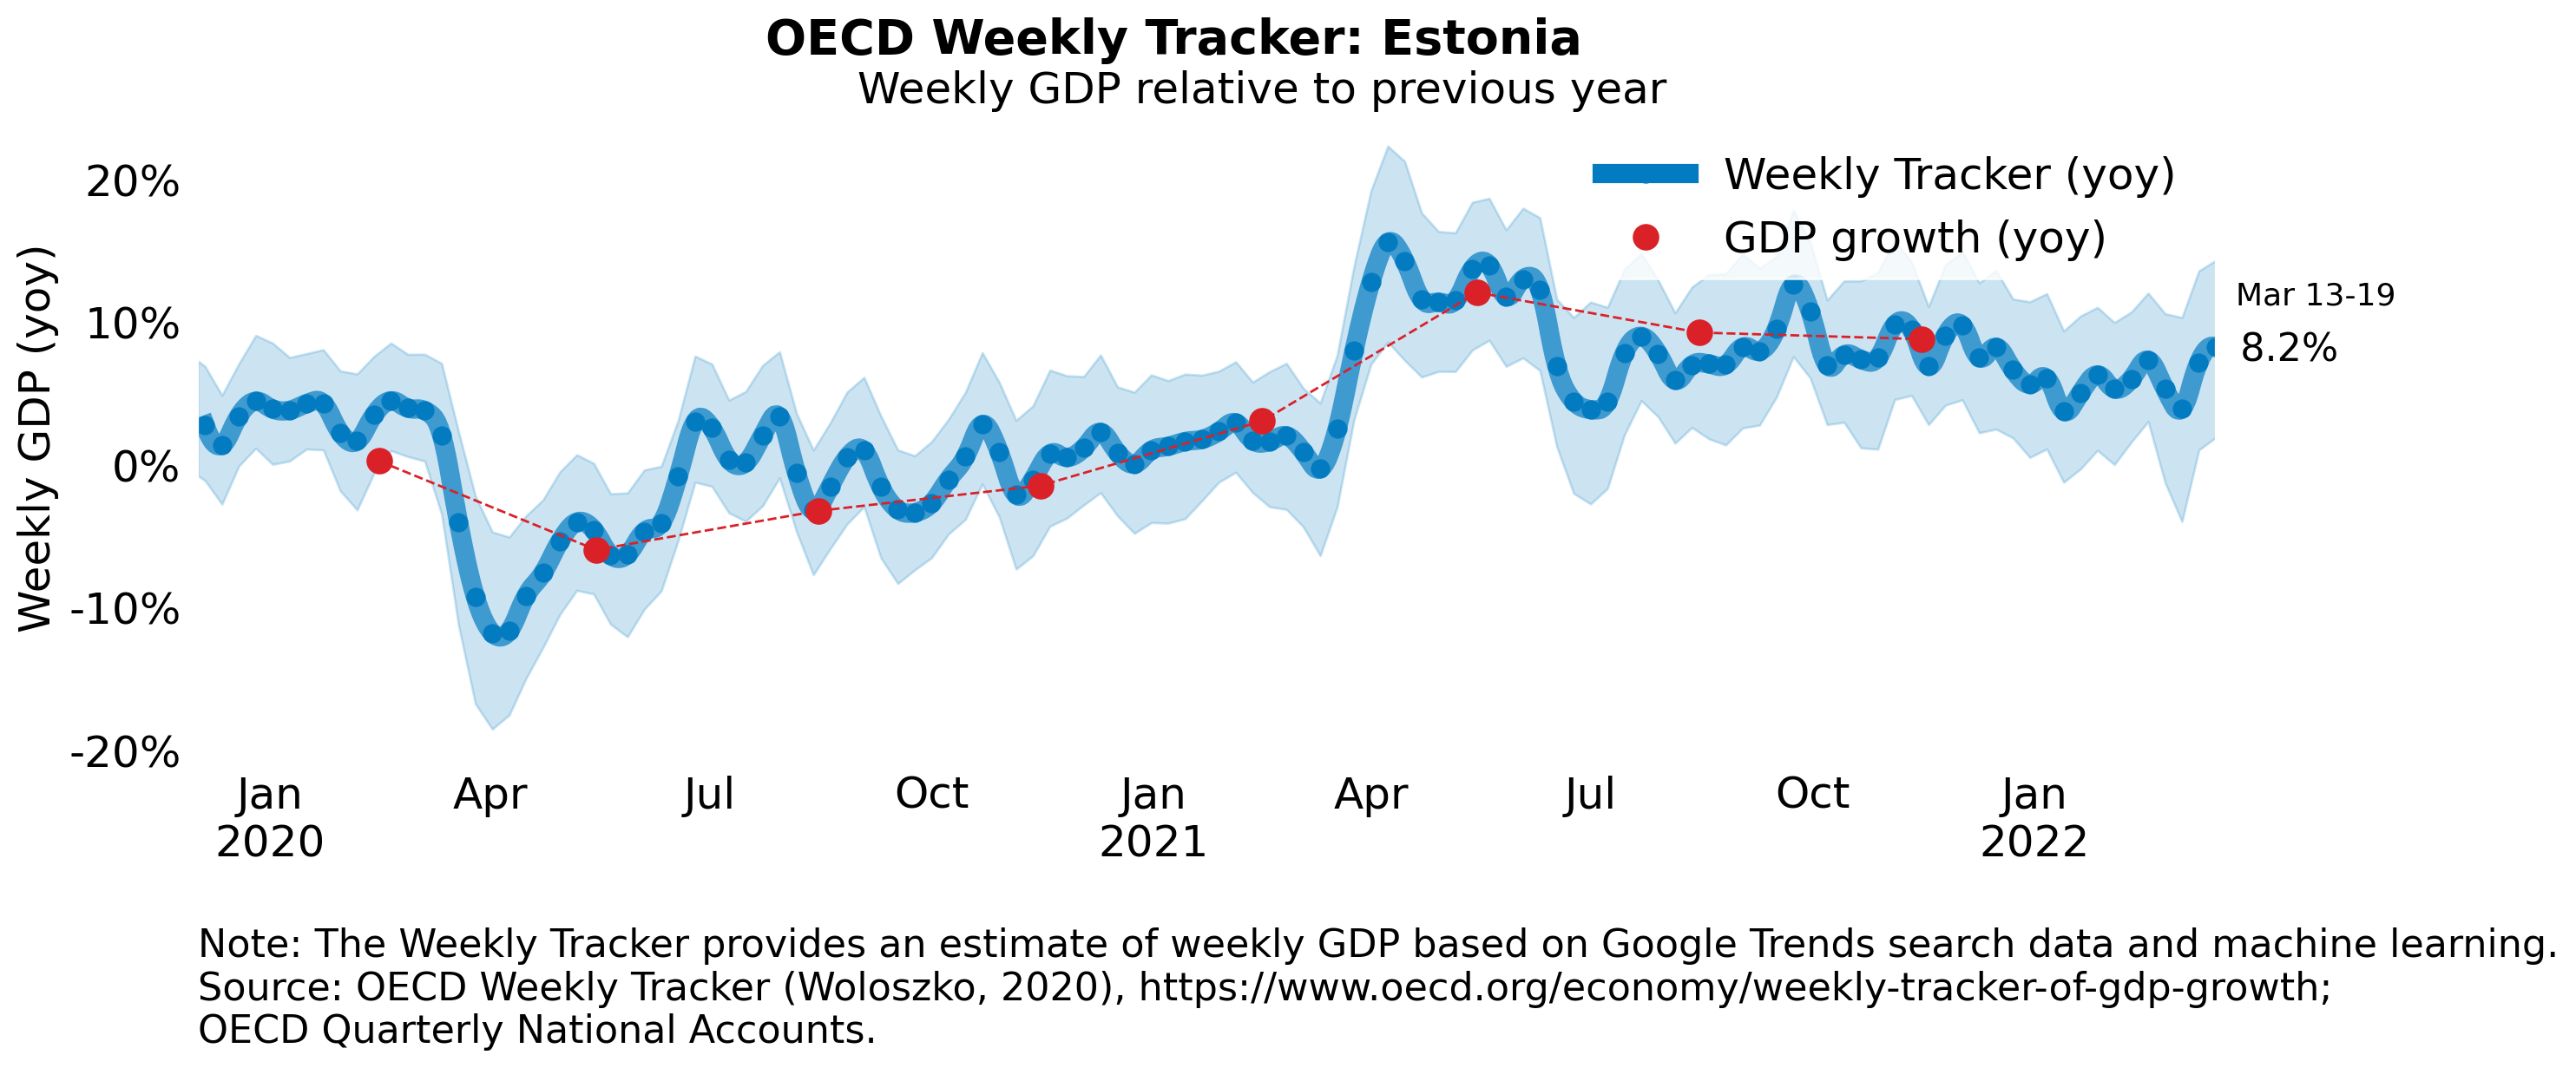 OECD Weekly Tracker: Estonia
Weekly GDP relative to previous year
Weekly GDP (yoy)
20%
10%
0%
-10%
-20%
Weekly Tracker (yoy)
GDP growth (yoy)
Mar 13-19
8.2%
Jan Apr Jul Oct Jan Apr Jul Oct Jan
2020 2021 2022
Note: The Weekly Tracker provides an estimate of weekly GDP based on Google Trends search data and machine learning.
Source: OECD Weekly Tracker (Woloszko, 2020), https://www.oecd.org/economy/weekly-tracker-of-gdp-growth;
OECD Quarterly National Accounts.